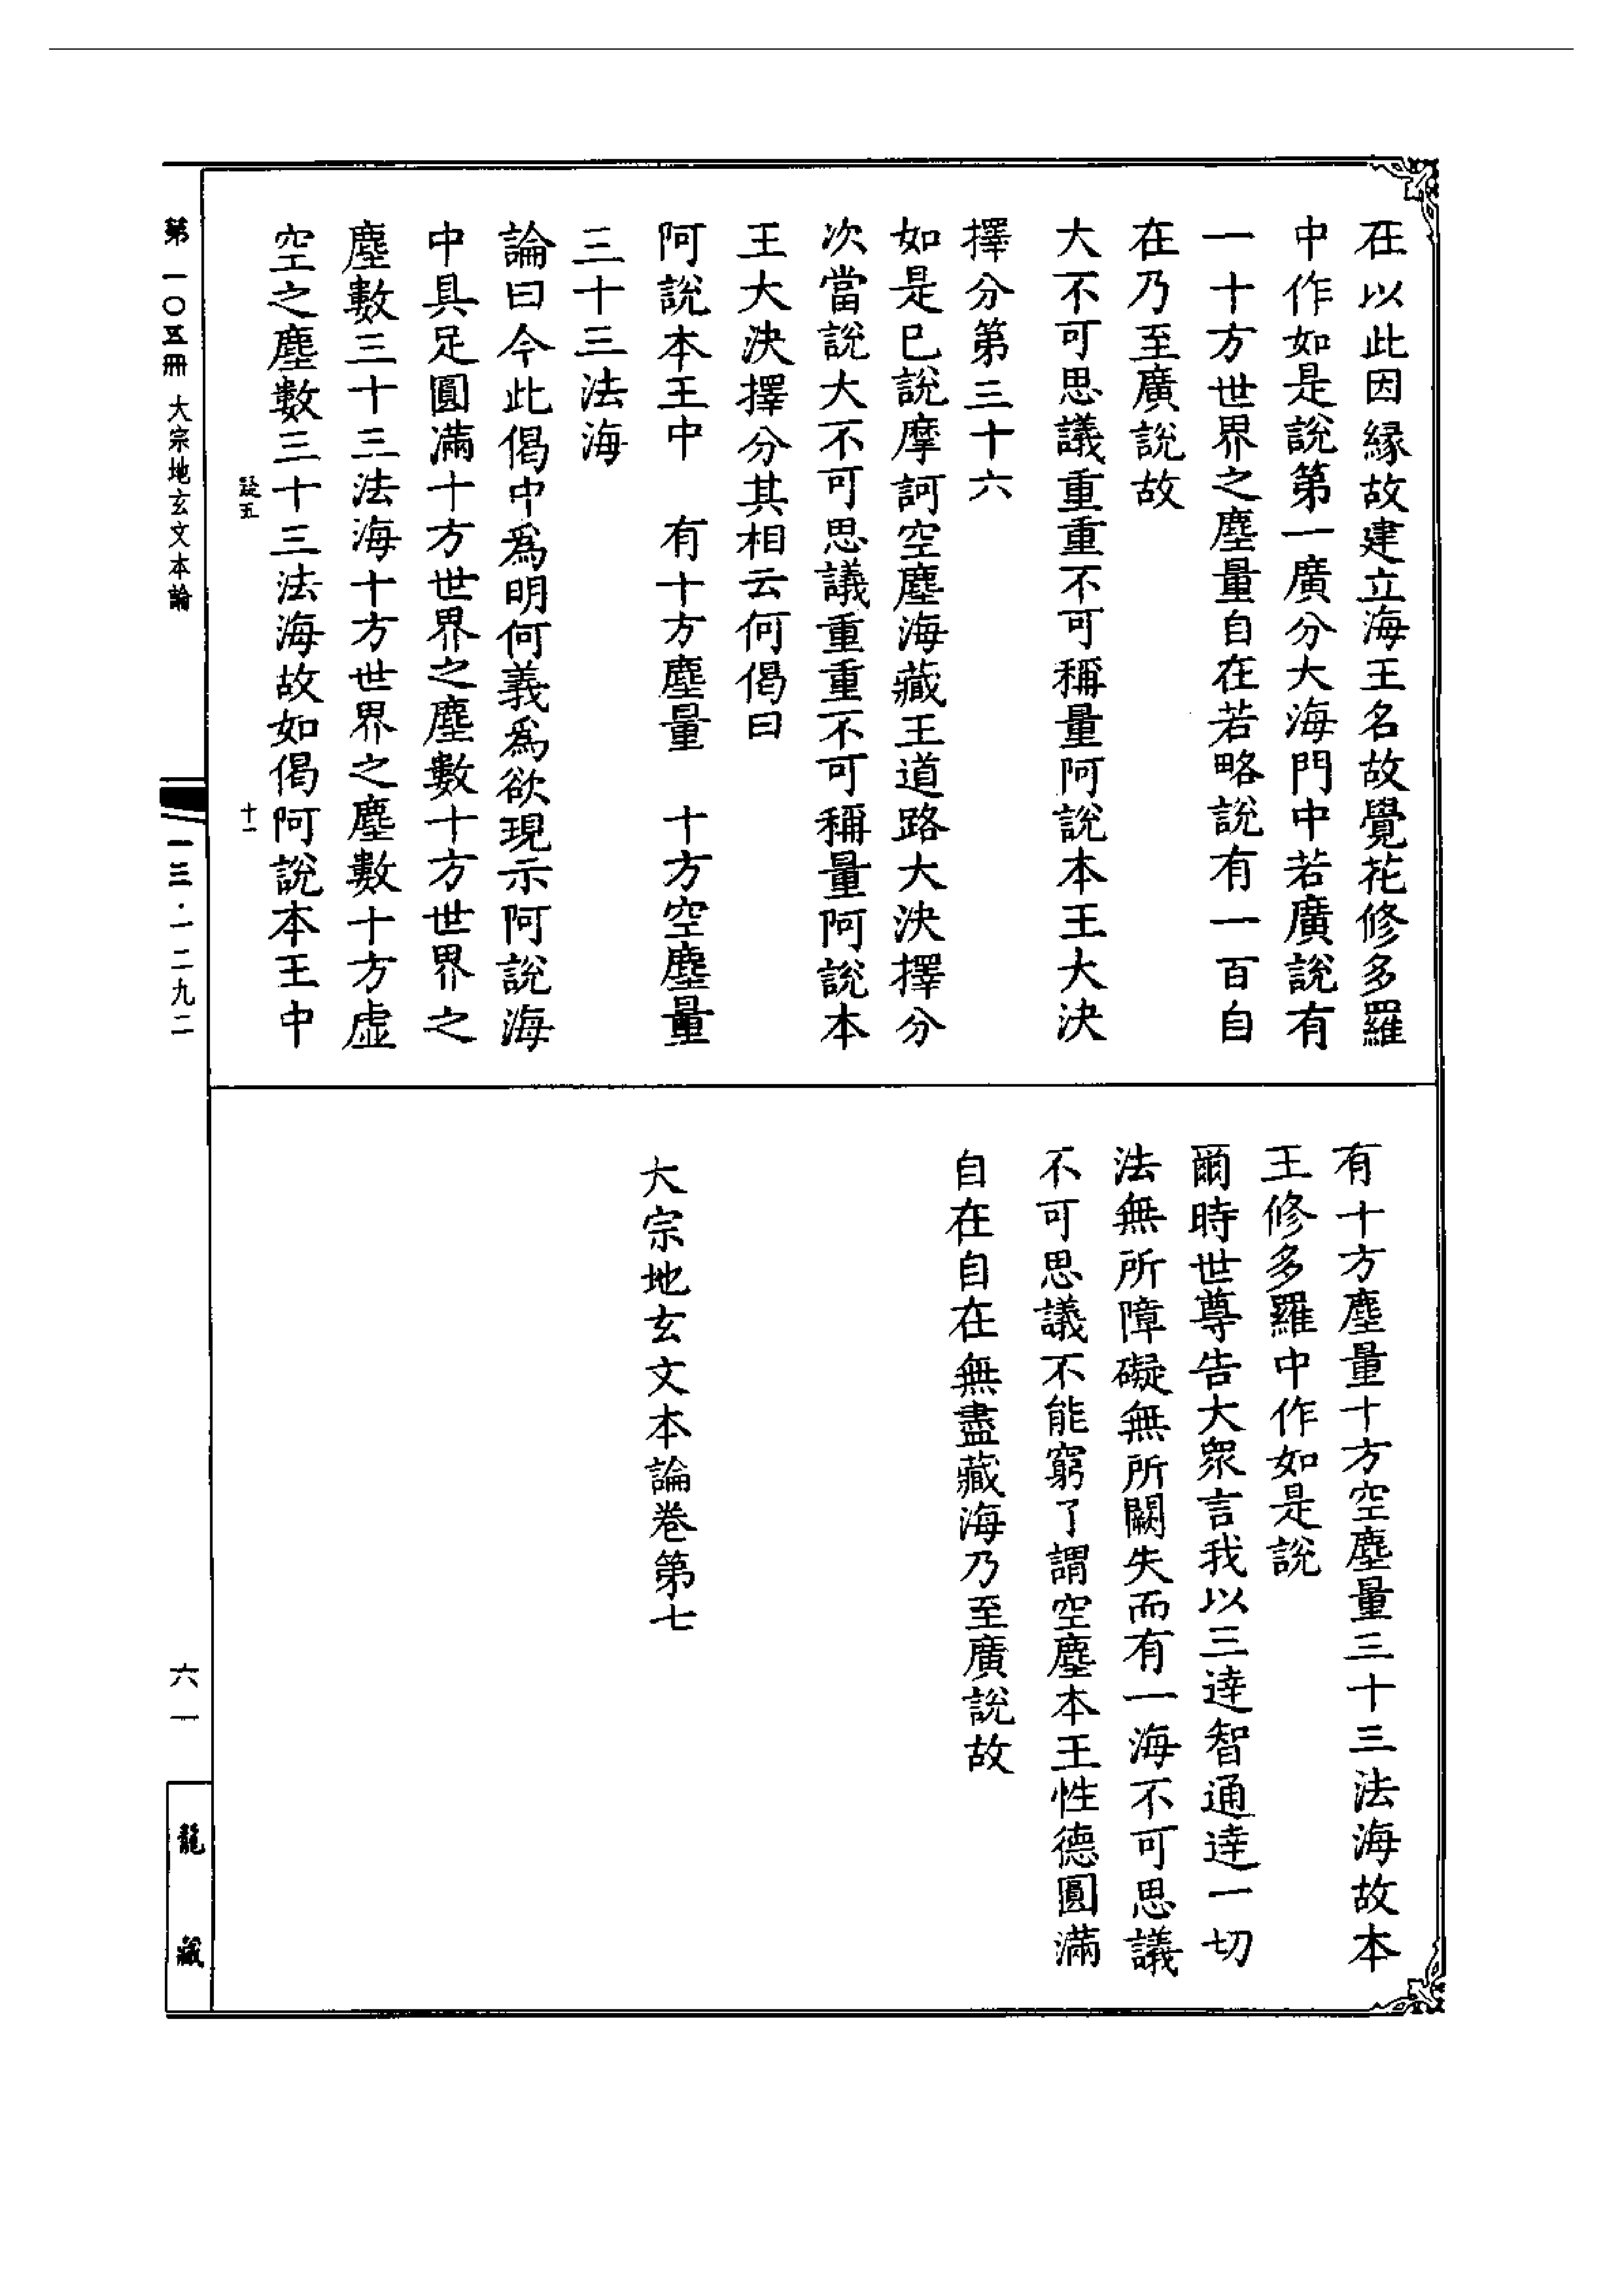 在以此因緣故建立海王名故覺花修多羅
中作如是說第一廣分大海門中若廣說有
一十方世界之塵量自在若略說有一百自
在乃至廣說故
大不可思議重重不可稱量阿說本王大決
擇分第三十六
如是已說摩訶空塵海藏王道路大決擇分
次當說大不可思議重重不可稱量阿說本
王大決擇分其相云何偈曰
阿說本王中　有十方塵量　十方空塵量
三十三法海
論曰今此偈中爲明何義爲欲現示阿說海
中具足圓滿十方世界之塵數十方世界之
塵數三十三法海十方世界之塵數十方虛
空之塵數三十三法海故如偈阿說本王中
疑五　十一
有十方塵量十方空塵量三十三法海故本
王修多羅中作如是說
爾時世尊告大眾言我以三達智通達一切
法無所障礙無所闕失而有一海不可思議
不可思議不能窮了謂空塵本王性德圓滿
自在自在無盡藏海乃至廣說故
大宗地玄文本論卷第七
第一〇五冊　大宗地玄文本論
一三·一二九二
六一
龍藏